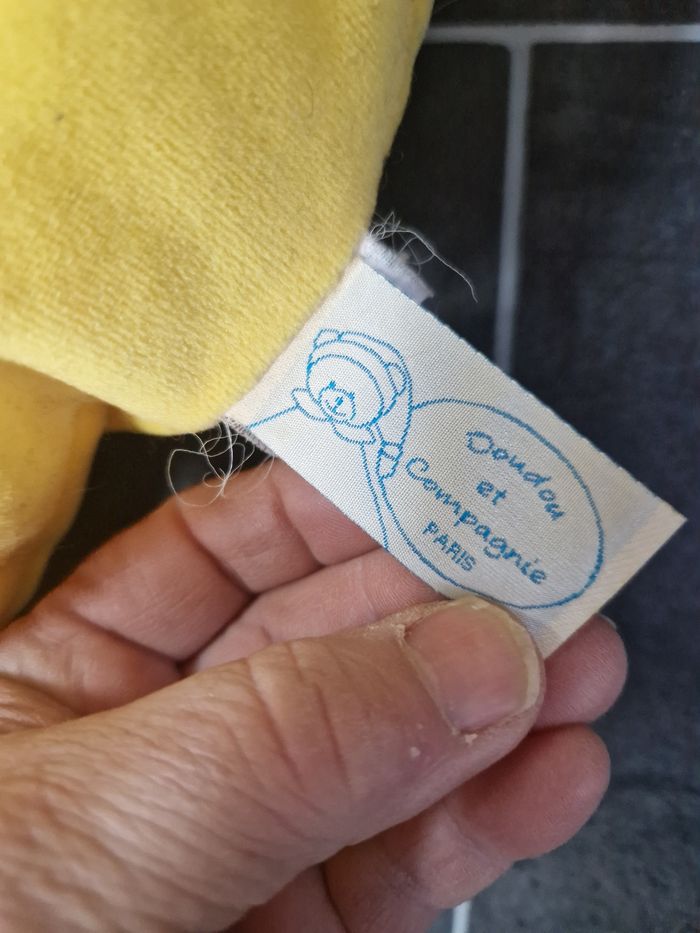 Doudou
et
Compagnie
PARIS